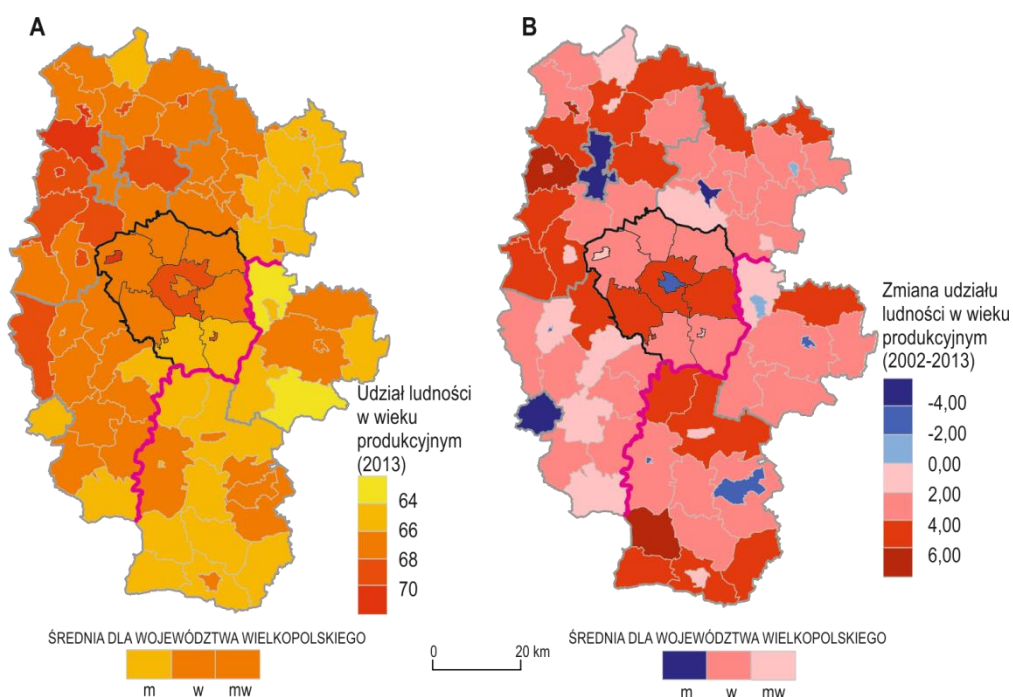 A
B
Udział ludności
w wieku
produkcyjnym
(2013)
64
66
68
70
Zmiana udziału
ludności w wieku
produkcyjnym
(2002-2013)
-4,00
-2,00
0,00
2,00
4,00
6,00
ŚREDNIA DLA WOJEWÓDZTWA WIELKOPOLSKIEGO
m w mw
0 20 km
ŚREDNIA DLA WOJEWÓDZTWA WIELKOPOLSKIEGO
m w mw